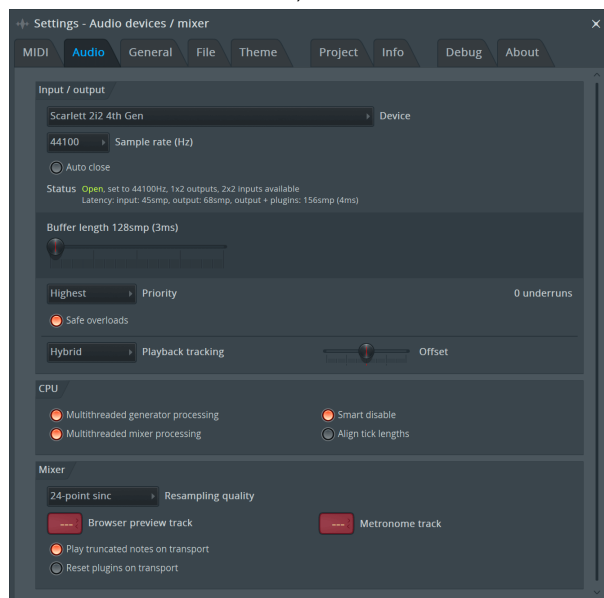 Settings - Audio devices / mixer
MIDI Audio General File Theme Project Info Debug About
Input / output
Scarlett 2i2 4th Gen Device
44100 Sample rate (Hz)
Auto close
Status Open, set to 44100Hz, 1x2 outputs, 2x2 inputs available
Latency: input: 45smp, output: 68smp, output + plugins: 156smp (4ms)
Buffer length 128smp (3ms)
Highest Priority 0 underruns
Safe overloads
Hybrid Playback tracking Offset
CPU
Multithreaded generator processing Smart disable
Multithreaded mixer processing Align tick lengths
Mixer
24-point sinc Resampling quality
--- Browser preview track --- Metronome track
Play truncated notes on transport
Reset plugins on transport